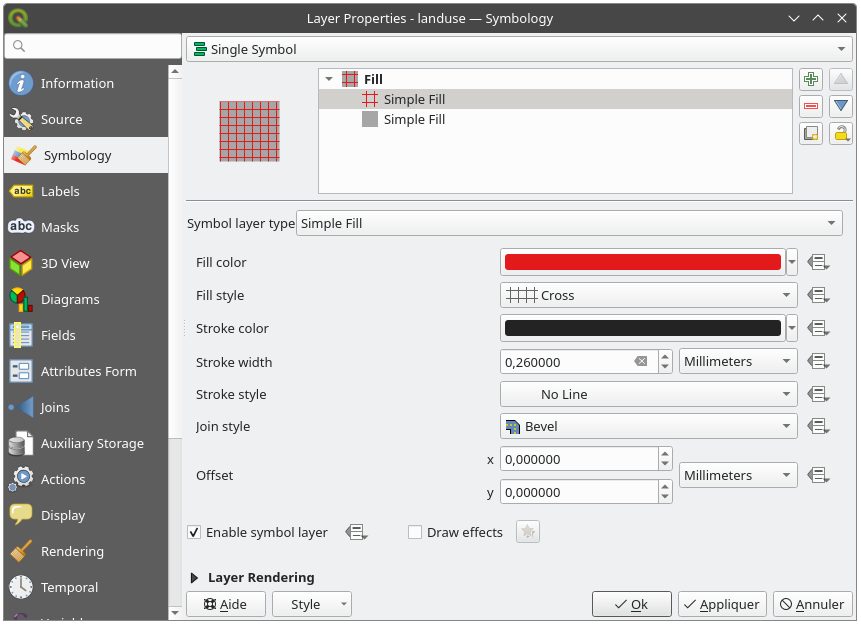 Layer Properties - landuse — Symbology
Single Symbol
Information
Source
Symbology
abc Labels
abc Masks
3D View
Diagrams
Fields
Attributes Form
Joins
Auxiliary Storage
Actions
Display
Rendering
Temporal
Fill
Simple Fill
Simple Fill
Symbol layer type Simple Fill
Fill color
Fill style Cross
Stroke color
Stroke width 0,260000 Millimeters
Stroke style No Line
Join style Bevel
Offset x 0,000000 Millimeters
y 0,000000
Enable symbol layer Draw effects
Layer Rendering
Aide Style Ok Appliquer Annuler